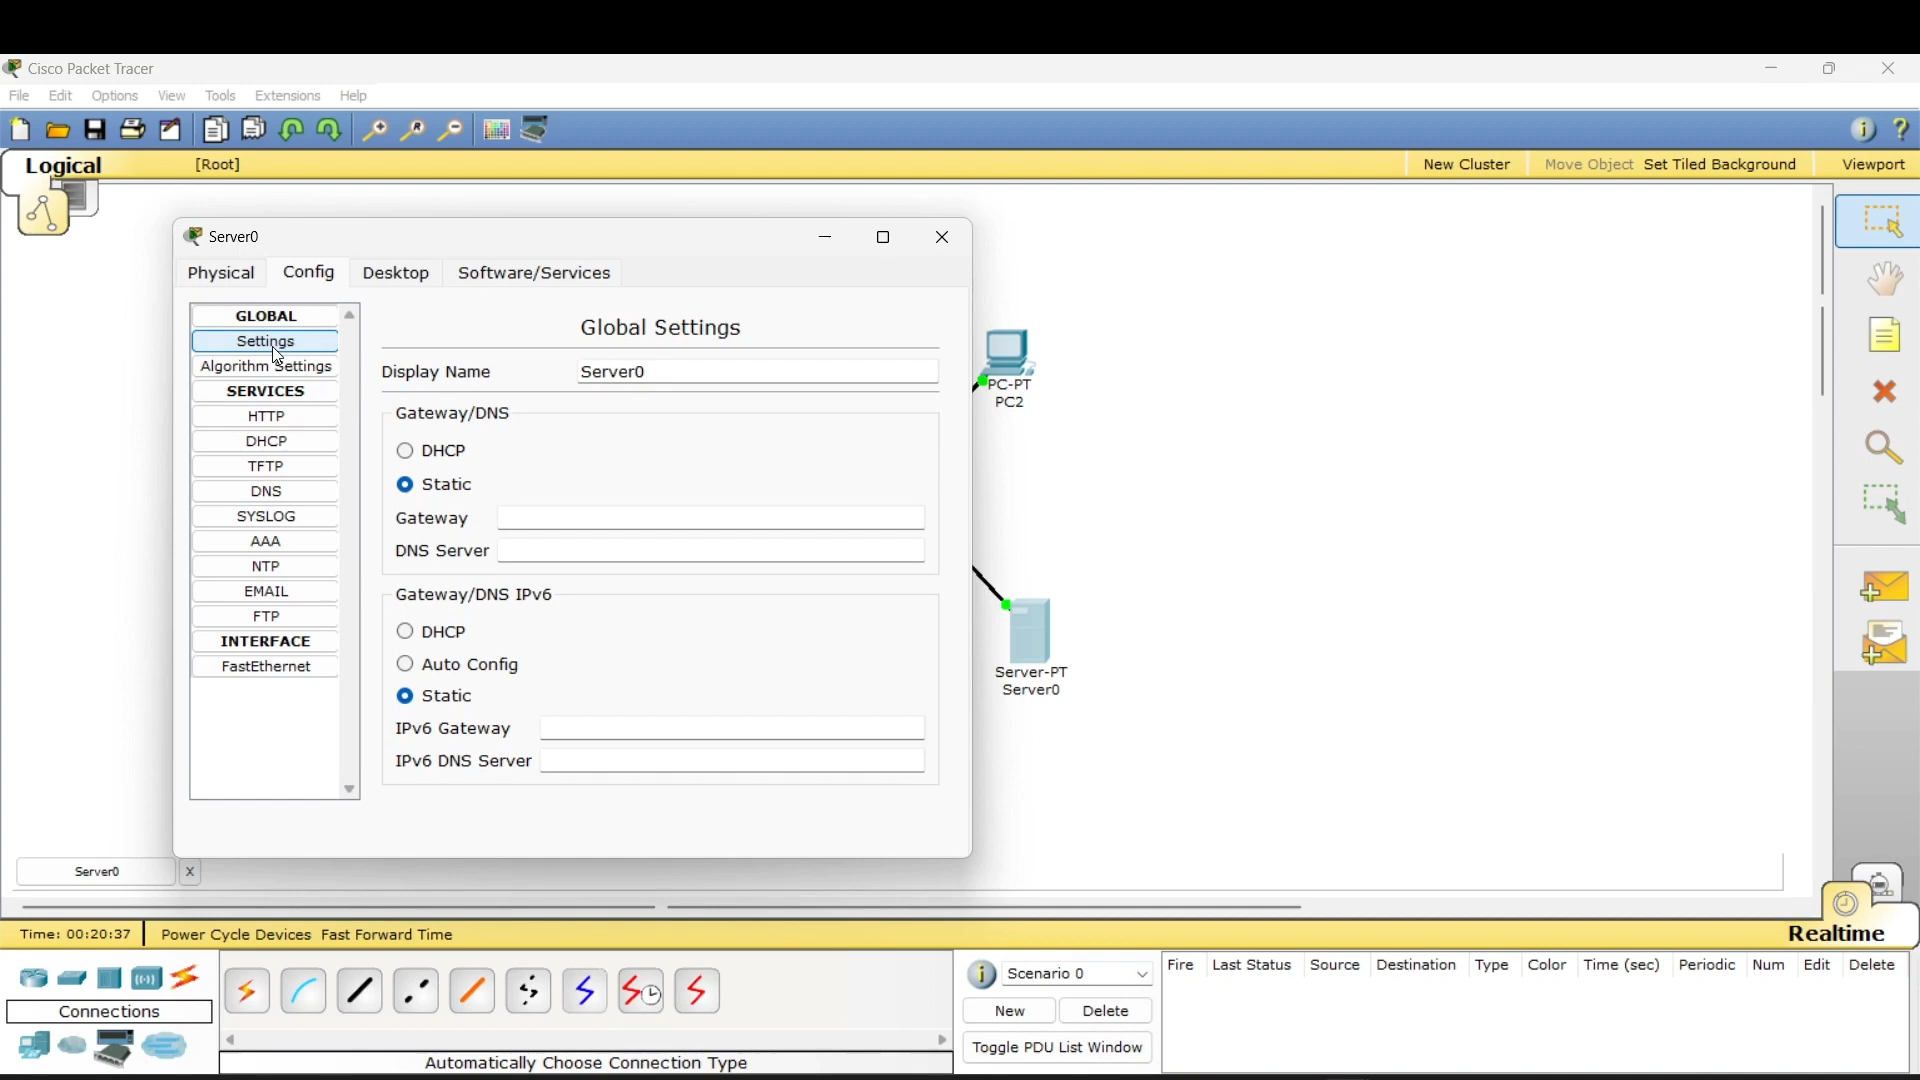 Cisco Packet Tracer
File Edit Options View Tools Extensions Help
Logical [Root] New Cluster Move Object Set Tiled Background Viewport
Server0
Physical Config Desktop Software/Services
GLOBAL
Settings
Algorithm Settings
SERVICES
HTTP
DHCP
TFTP
DNS
SYSLOG
AAA
NTP
EMAIL
FTP
INTERFACE
FastEthernet
Global Settings
Display Name Server0
Gateway/DNS
DHCP
Static
Gateway
DNS Server
Gateway/DNS IPv6
DHCP
Auto Config
Static
IPv6 Gateway
IPv6 DNS Server
PC-PT
PC2
Server-PT
Server0
Server0 X
Time: 00:20:37 Power Cycle Devices Fast Forward Time Realtime
Connections
Automatically Choose Connection Type
Scenario 0
New Delete
Toggle PDU List Window
Fire Last Status Source Destination Type Color Time (sec) Periodic Num Edit Delete